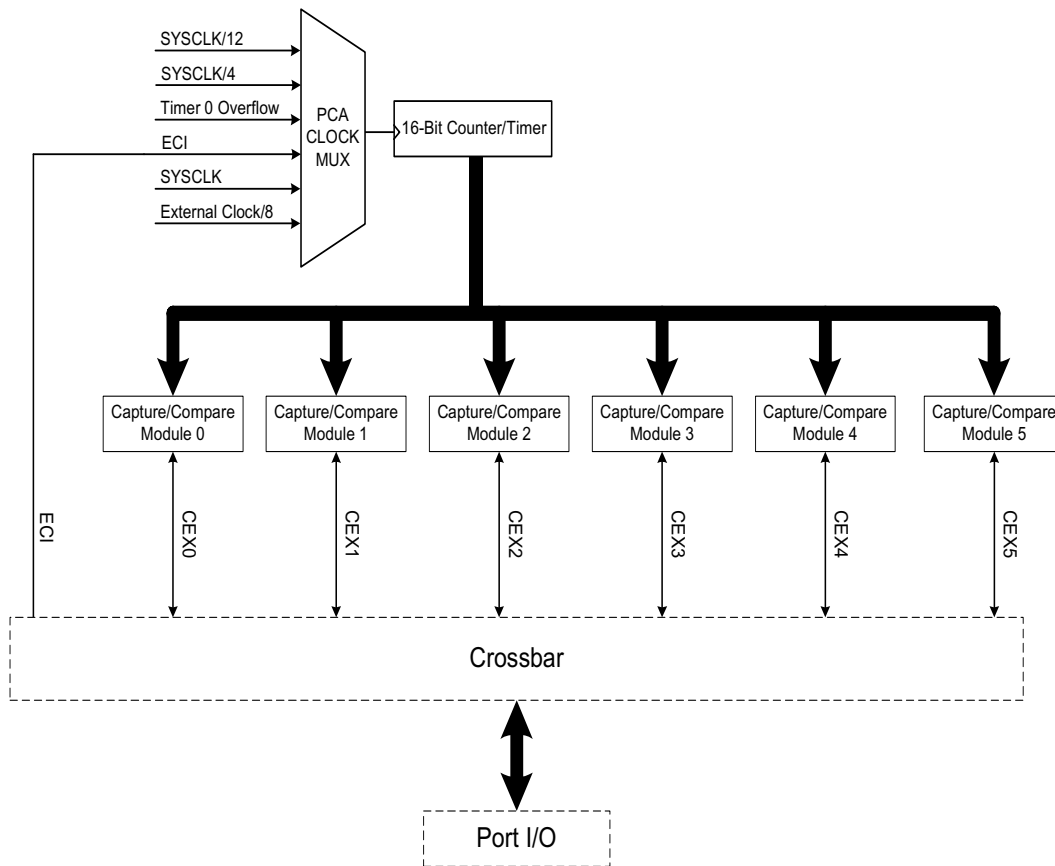 SYSCLK/12
SYSCLK/4
Timer 0 Overflow
ECI
SYSCLK
External Clock/8
PCA
CLOCK
MUX
16-Bit Counter/Timer
Capture/Compare
Module 0
Capture/Compare
Module 1
Capture/Compare
Module 2
Capture/Compare
Module 3
Capture/Compare
Module 4
Capture/Compare
Module 5
ECI
CEX0
CEX1
CEX2
CEX3
CEX4
CEX5
Crossbar
Port I/O